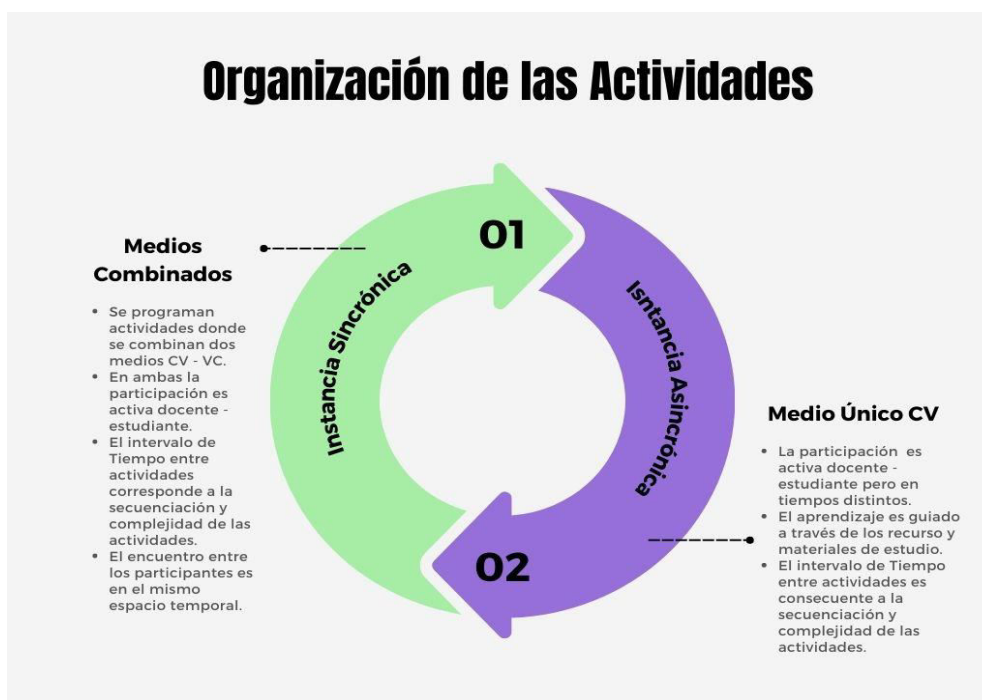 Organización de las Actividades
01
Instancia Sincrónica
Medios
Combinados
• Se programan
actividades donde
se combinan dos
medios CV - VC.
• En ambas la
participación es
activa docente -
estudiante.
• El intervalo de
Tiempo entre
actividades
corresponde a la
secuenciación y
complejidad de las
actividades.
• El encuentro entre
los participantes es
en el mismo
espacio temporal.
Isntancia Asincrónica
02
Medio Único CV
• La participación es
activa docente -
estudiante pero en
tiempos distintos.
• El aprendizaje es guiado
a través de los recurso y
materiales de estudio.
• El intervalo de Tiempo
entre actividades es
consecuente a la
secuenciación y
complejidad de las
actividades.